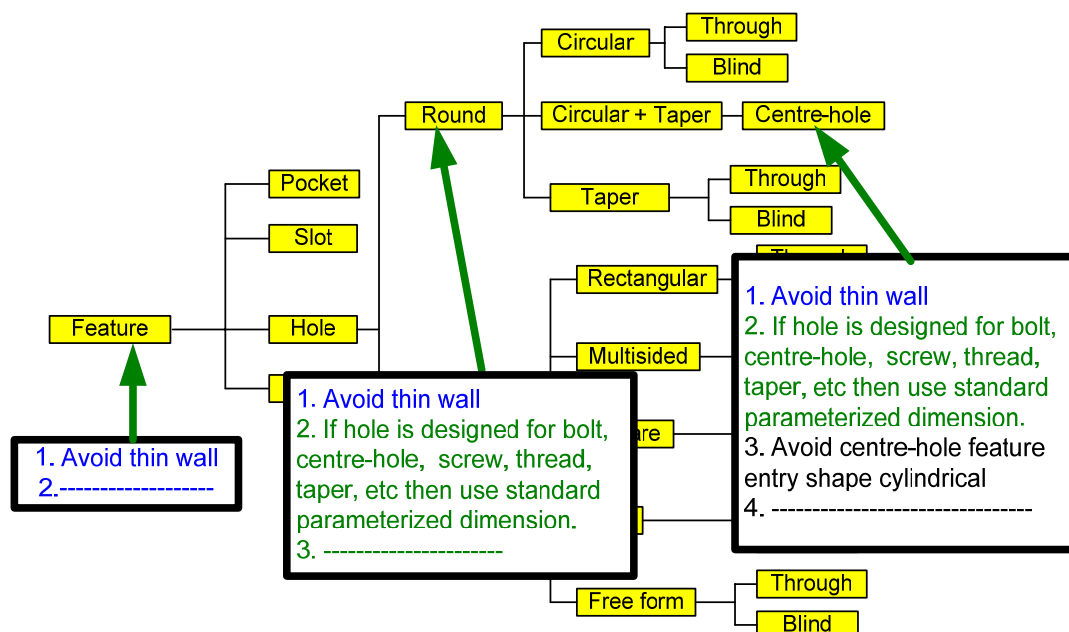 Through
Circular
Blind
Round
Circular + Taper
Centre-hole
Pocket
Through
Taper
Blind
Slot
Rectangular
Feature
Hole
Multisided
1. Avoid thin wall
2.-------------------
1. Avoid thin wall
2. If hole is designed for bolt,
centre-hole, screw, thread,
taper, etc then use standard
parameterized dimension.
3. ----------------------
1. Avoid thin wall
2. If hole is designed for bolt,
centre-hole, screw, thread,
taper, etc then use standard
parameterized dimension.
3. Avoid centre-hole feature
entry shape cylindrical
4. --------------------------------
Free form
Through
Blind